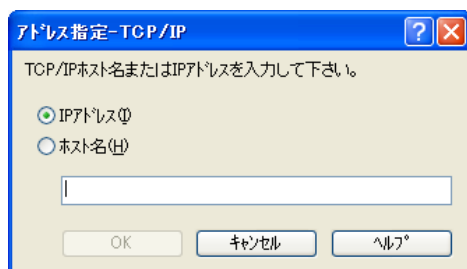 アドレス指定-TCP/IP
TCP/IPホスト名またはIPアドレスを入力して下さい。
IPアドレス(I)
ホスト名(H)
OK
キャンセル
ヘルプ